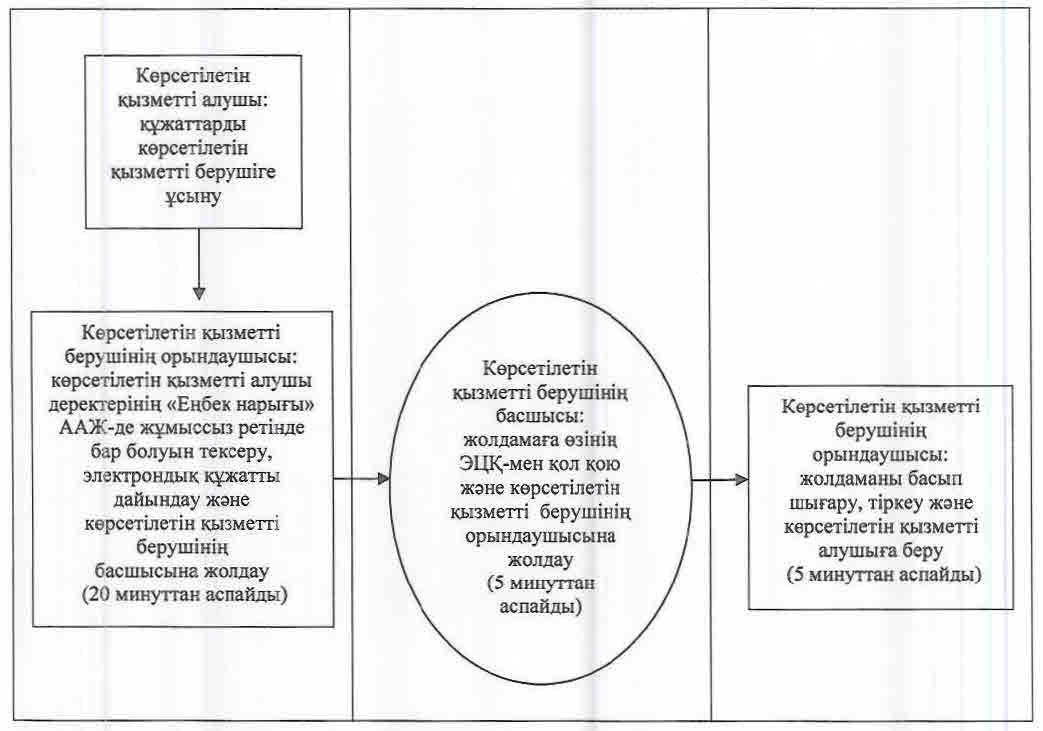 Көрсетілетін
қызметті алушы:
құжаттарды
көрсетілетін
қызметті берушіге
ұсыну
Көрсетілетін қызметті
берушінің орындаушысы:
көрсетілетін қызметті алушы
деректерінің «Еңбек нарығы»
ААЖ-де жұмыссыз ретінде
бар болуын тексеру,
электрондық құжатты
дайындау және
көрсетілетін қызметті
берушінің
басшысына жолдау
(20 минуттан аспайды)
Көрсетілетін
қызметті берушінің
басшысы:
жолдамаға өзінің
ЭЦҚ-мен қол қою
және көрсетілетін
қызметті берушінің
орындаушысына
жолдау
(5 минуттан
аспайды)
Көрсетілетін қызметті
берушінің
орындаушысы:
жолдаманы басып
шығару, тіркеу және
көрсетілетін қызметті
алушыға беру
(5 минуттан аспайды)